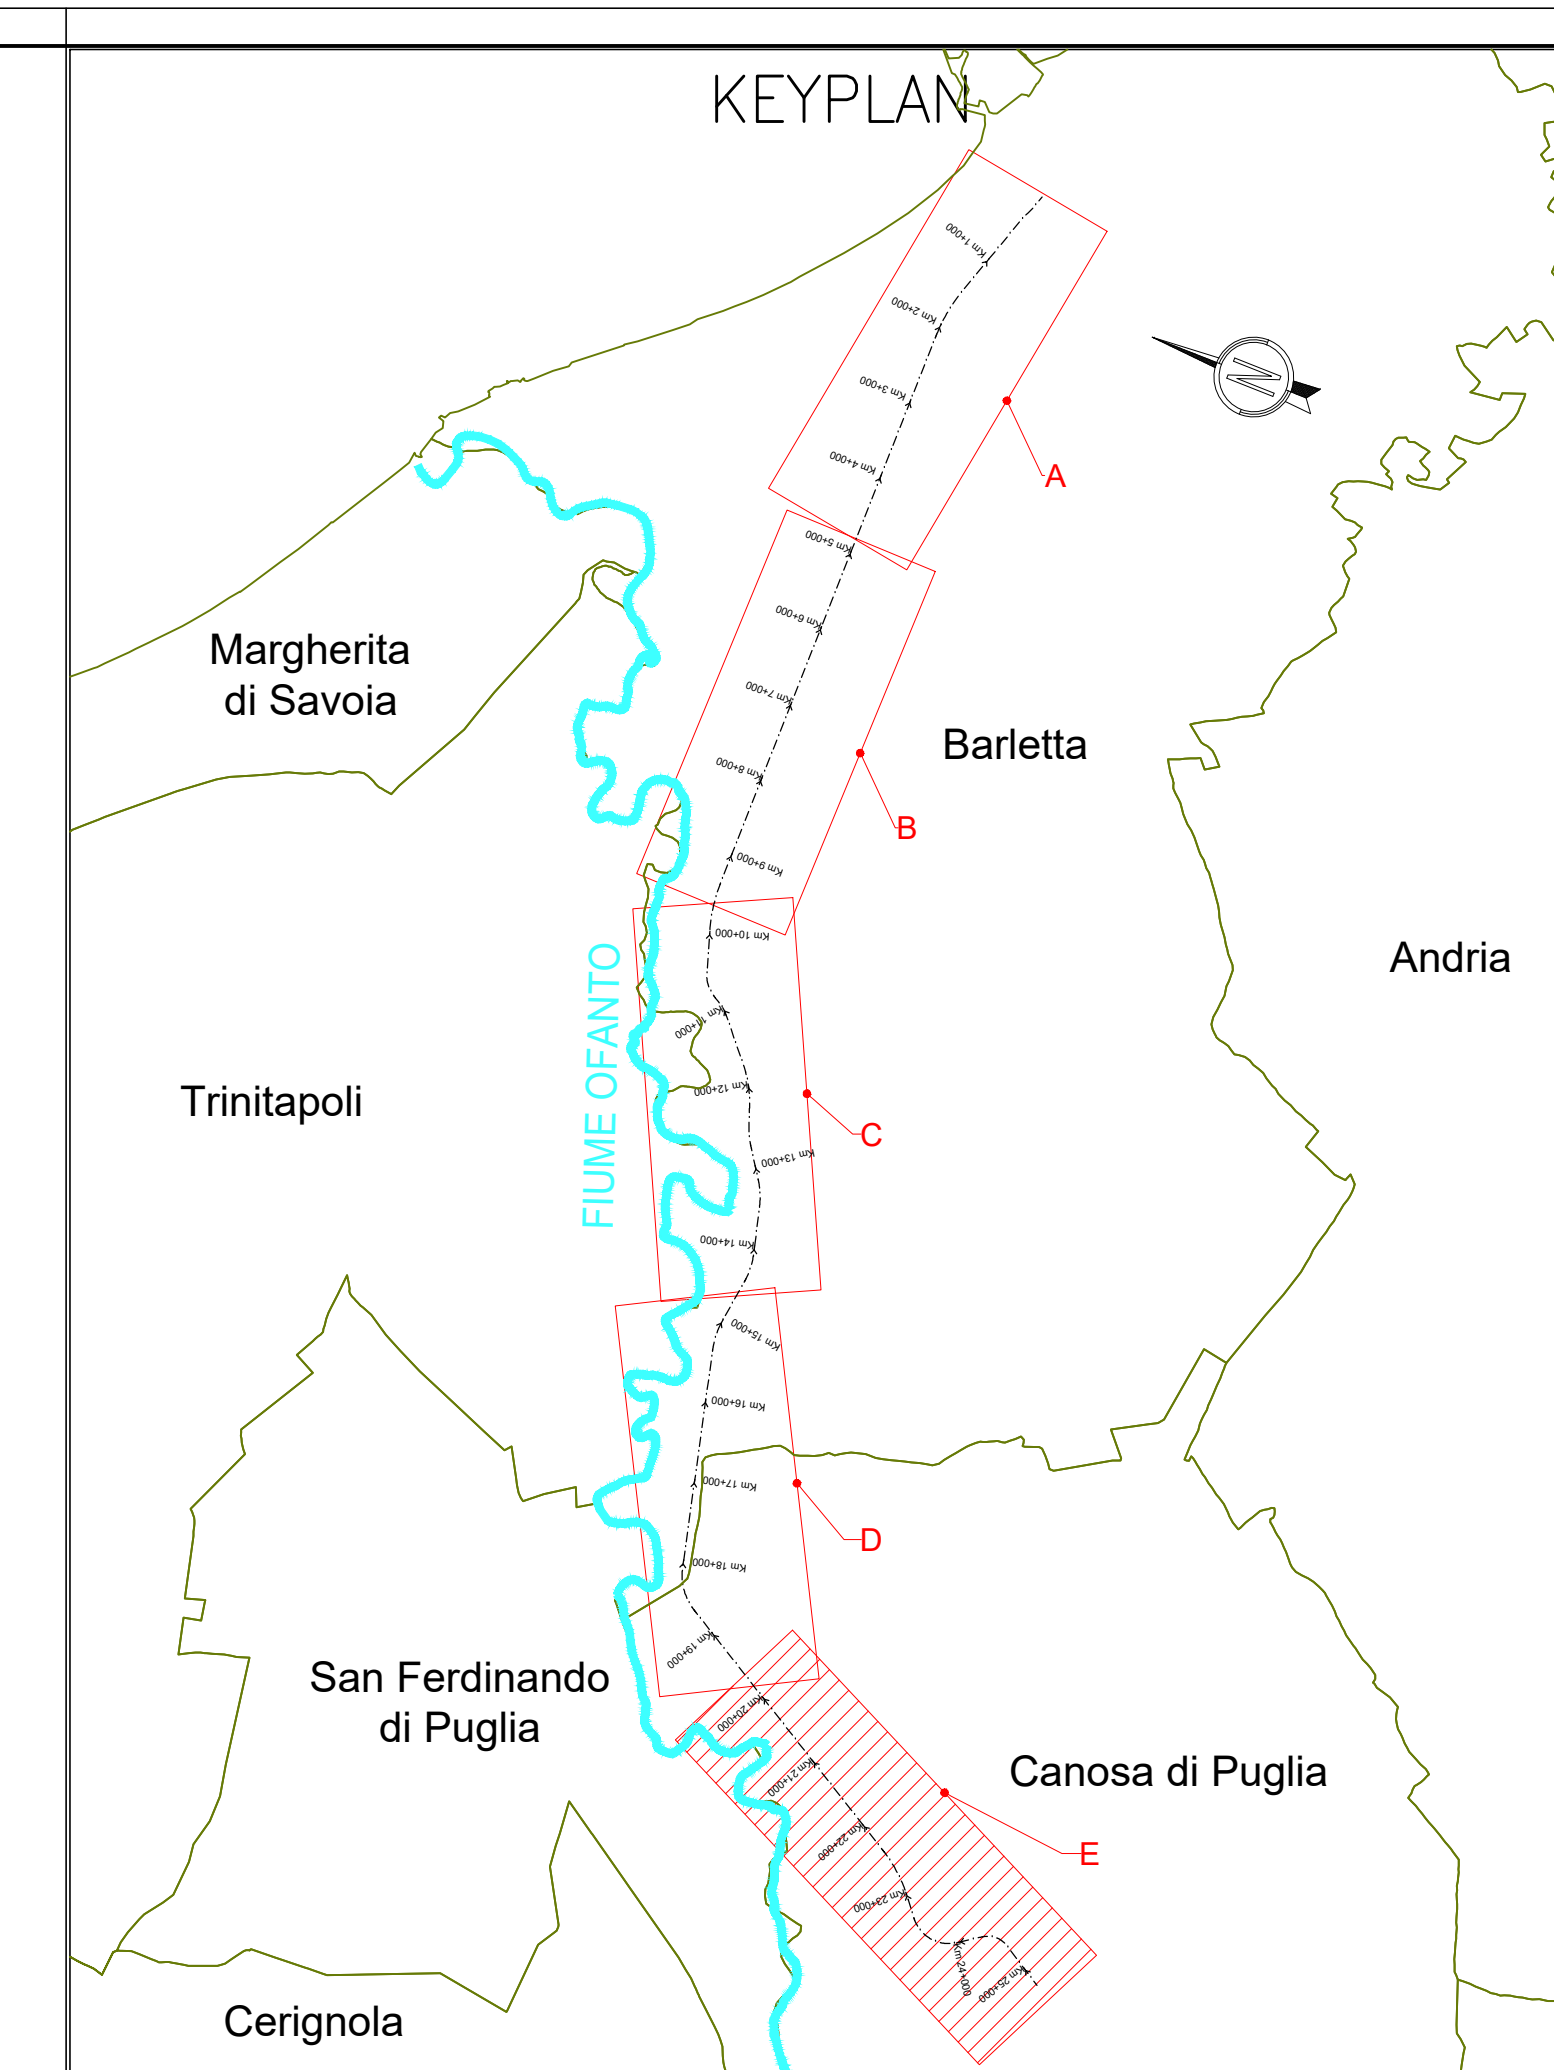 KEYPLAN
Km 1+000
Km 2+000
N
Km 3+000
Km 4+000
A
Km 5+000
Km 6+000
Margherita
di Savoia
Km 7+000
Barletta
Km 8+000
B
Km 9+000
Km 10+000
FIUME OFANTO
Andria
Km 11+000
Trinitapoli
Km 12+000
C
Km 13+000
Km 14+000
Km 15+000
Km 16+000
Km 17+000
D
Km 18+000
Km 19+000
San Ferdinando
di Puglia
Km 20+000
Canosa di Puglia
Km 21+000
Km 22+000
E
Km 23+000
Km 24+000
Km 25+000
Cerignola